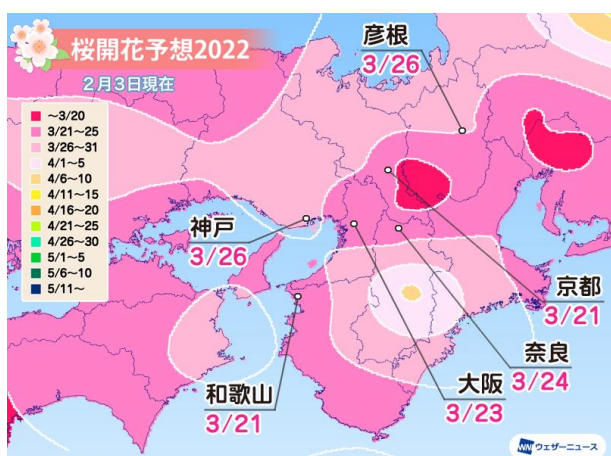 桜開花予想2022
2月3日現在
～3/20
3/21～25
3/26～31
4/1～5
4/6～10
4/11～15
4/16～20
4/21～25
4/26～30
5/1～5
5/6～10
5/11～
彦根
3/26
神戸
3/26
京都
3/21
奈良
3/24
大阪
3/23
和歌山
3/21
WN ウェザーニュース